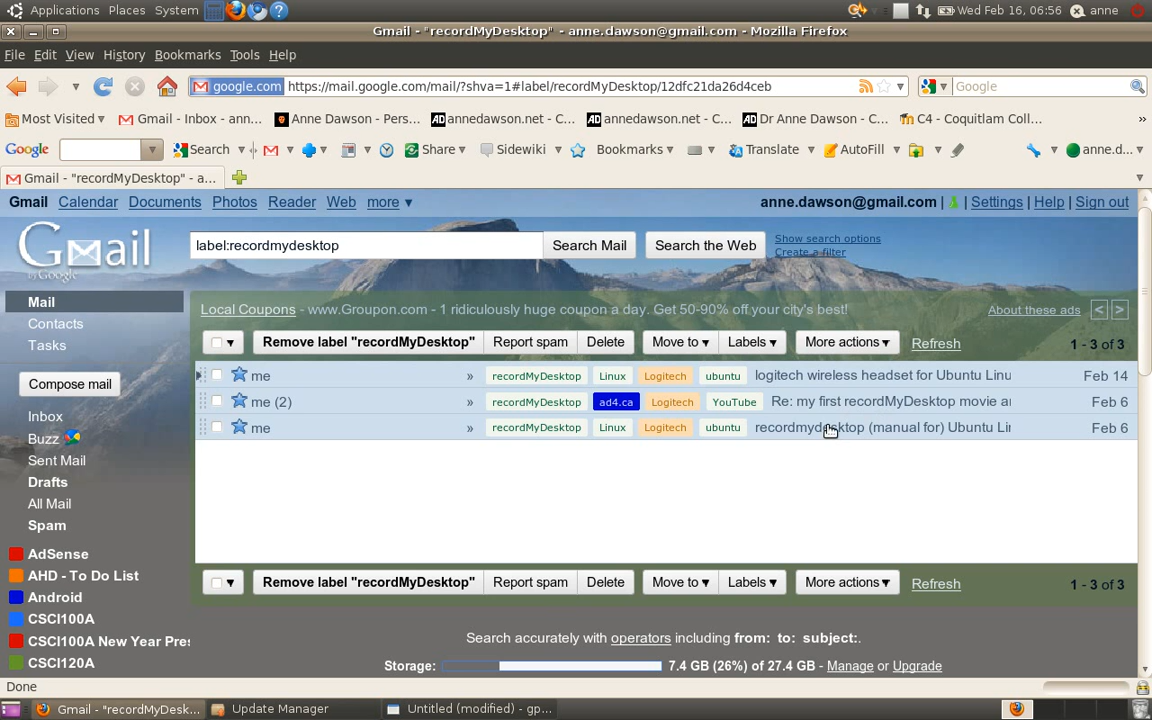 Applications Places System Wed Feb 16, 06:56 anne
Gmail - "recordMyDesktop" - anne.dawson@gmail.com - Mozilla Firefox
File Edit View History Bookmarks Tools Help
google.com https://mail.google.com/mail/?shva=1#label/recordMyDesktop/12dfc21da26d4ceb Google
Most Visited Gmail - Inbox - ann... Anne Dawson - Pers... annedawson.net - C... annedawson.net - C... Dr Anne Dawson - C... C4 - Coquitlam Coll... »
Google Search Share Sidewiki Bookmarks Translate AutoFill anne.d...
Gmail - "recordMyDesktop" - a...
Gmail Calendar Documents Photos Reader Web more ▾ anne.dawson@gmail.com | | Settings | Help | Sign out
Gmail by Google label:recordmydesktop Search Mail Search the Web Show search options
Create a filter
Mail
Contacts
Tasks
Compose mail
Inbox
Buzz
Sent Mail
Drafts
All Mail
Spam
AdSense
AHD - To Do List
Android
CSCI100A
CSCI100A New Year Pres
CSCI120A
Local Coupons - www.Groupon.com - 1 ridiculously huge coupon a day. Get 50-90% off your city's best! About these ads < >
Remove label "recordMyDesktop" Report spam Delete Move to ▾ Labels ▾ More actions ▾ Refresh 1 - 3 of 3
me » recordMyDesktop Linux Logitech ubuntu logitech wireless headset for Ubuntu Linu Feb 14
me (2) » recordMyDesktop ad4.ca Logitech YouTube Re: my first recordMyDesktop movie ar Feb 6
me » recordMyDesktop Linux Logitech ubuntu recordmydesktop (manual for) Ubuntu Lir Feb 6
Remove label "recordMyDesktop" Report spam Delete Move to ▾ Labels ▾ More actions ▾ Refresh 1 - 3 of 3
Search accurately with operators including from: to: subject:.
Storage: 7.4 GB (26%) of 27.4 GB - Manage or Upgrade
Done
Gmail - "recordMyDesk... Update Manager Untitled (modified) - gp...